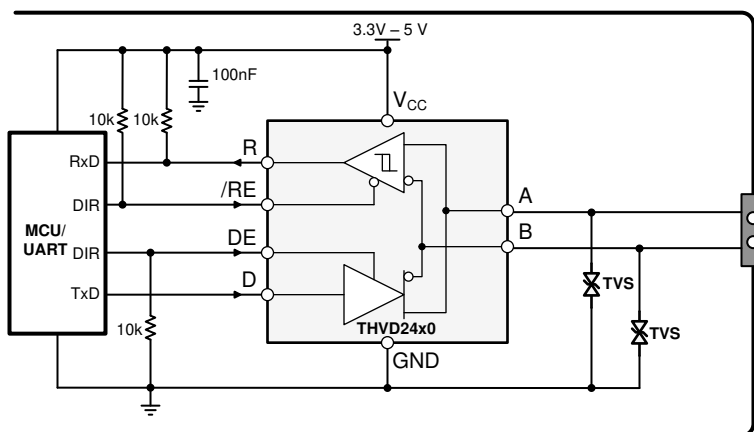 3.3V – 5 V
100nF
10k
10k
V_CC
R
RxD
/RE
DIR
A
MCU/
UART
DE
B
DIR
D
TxD
TVS
10k
THVD24x0
TVS
GND